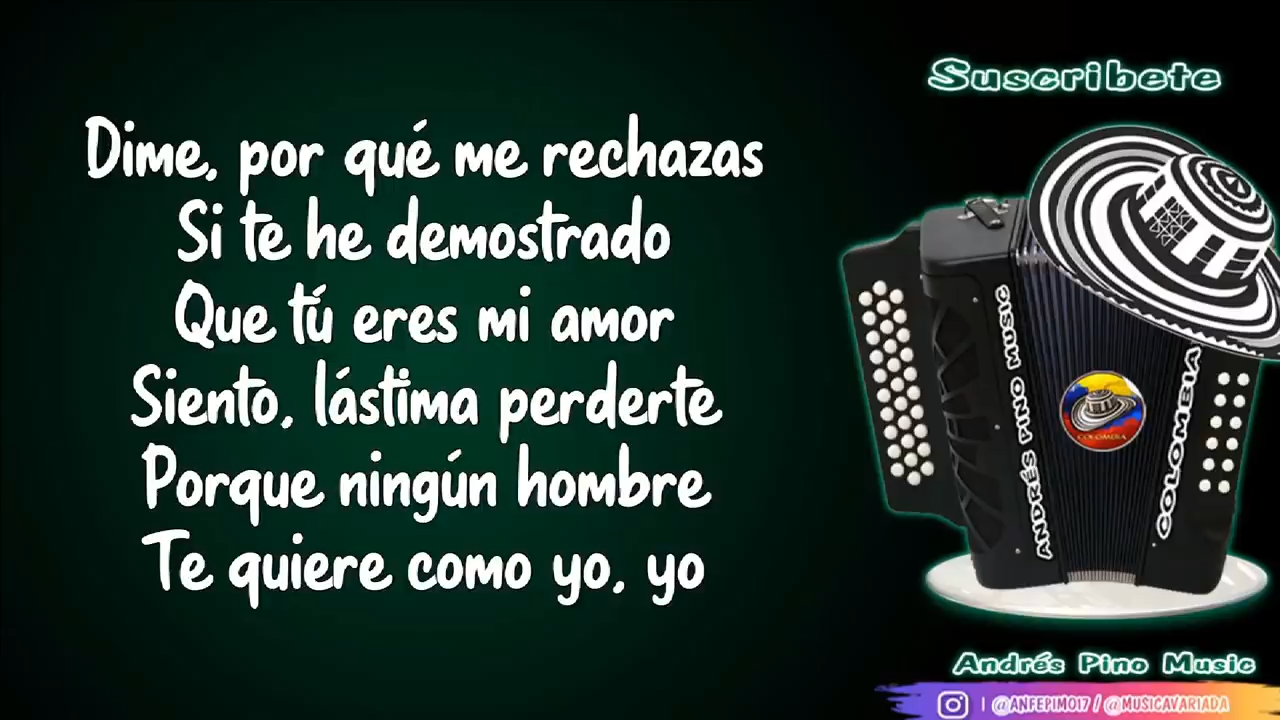 Suscribete
Dime, por qué me rechazas
Si te he demostrado
Que tú eres mi amor
Siento, lástima perderte
Porque ningún hombre
Te quiere como yo, yo
ANDRÉS PINO MUSIC
COLOMBIA
COLOMBIA
Andrés Pino Music
| @ANFEPIMO17 / @MUSICAVARIADA